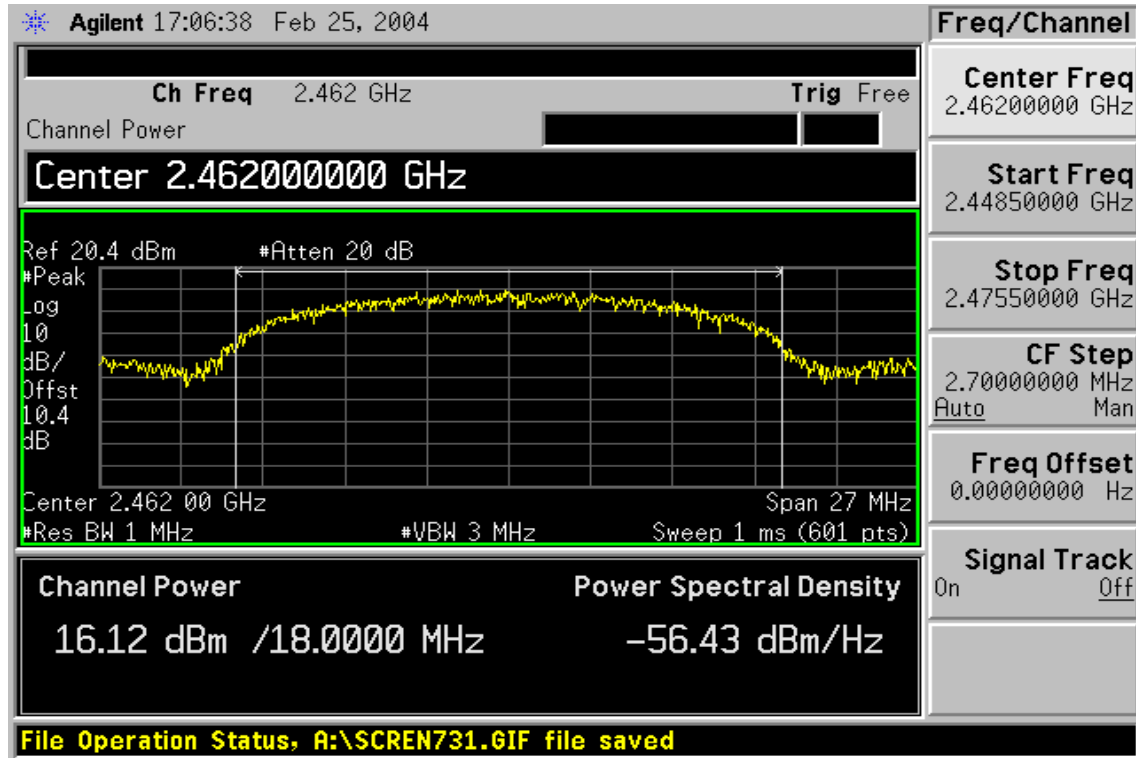 Agilent 17:06:38 Feb 25, 2004
Ch Freq 2.462 GHz Trig Free
Channel Power
Center 2.462000000 GHz
Ref 20.4 dBm #Atten 20 dB
#Peak
Log
10
dB/
Offst
10.4
dB
Center 2.462 00 GHz Span 27 MHz
#Res BW 1 MHz #VBW 3 MHz Sweep 1 ms (601 pts)
Channel Power Power Spectral Density
16.12 dBm /18.0000 MHz −56.43 dBm/Hz
File Operation Status, A:\SCREN731.GIF file saved
Freq/Channel
Center Freq
2.46200000 GHz
Start Freq
2.44850000 GHz
Stop Freq
2.47550000 GHz
CF Step
2.70000000 MHz
Auto Man
Freq Offset
0.00000000 Hz
Signal Track
On Off